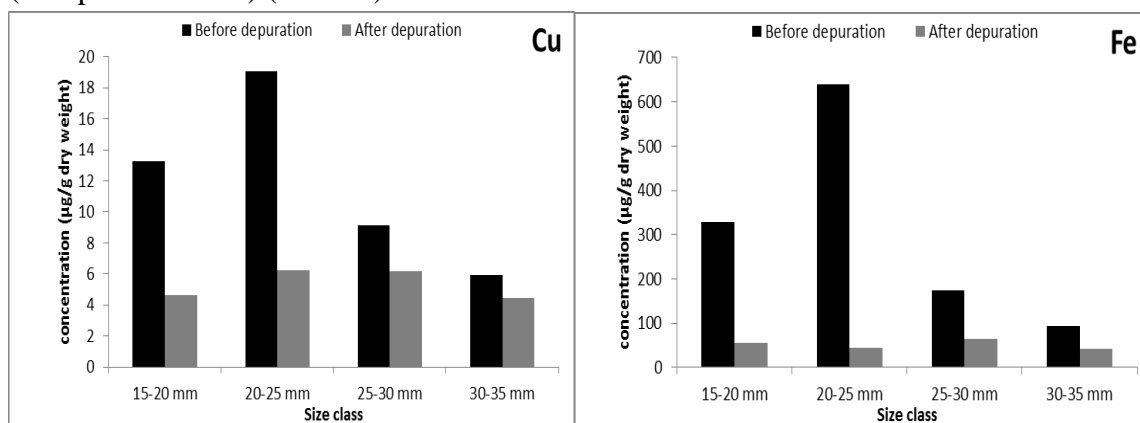 Before depuration After depuration
Cu
concentration (µg/g dry weight)
20
18
16
14
12
10
8
6
4
2
0
15-20 mm 20-25 mm 25-30 mm 30-35 mm
Size class
Before depuration After depuration
Fe
concentration (µg/g dry weight)
700
600
500
400
300
200
100
0
15-20 mm 20-25 mm 25-30 mm 30-35 mm
Size class